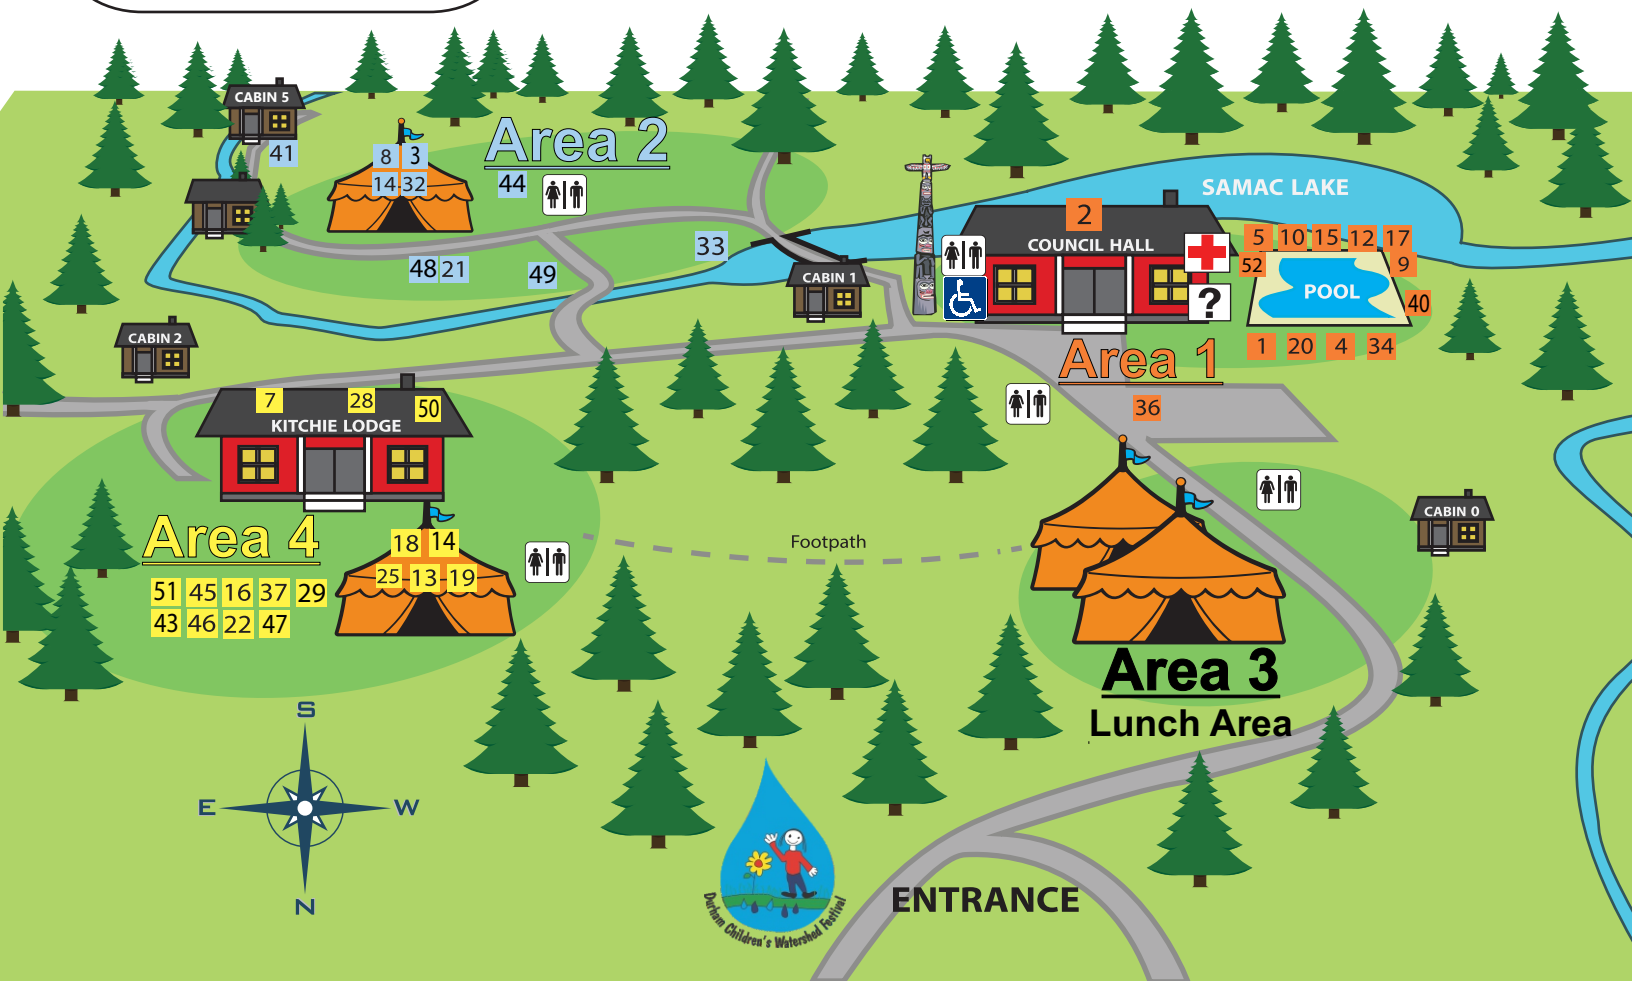 CABIN 5
41
8 3
14 32
Area 2
44
48 21
49
33
SAMAC LAKE
2
COUNCIL HALL
?
CABIN 1
5 10 15 12 17
52 9
POOL
40
1 20 4 34
Area 1
36
CABIN 2
7 28 50
KITCHIE LODGE
Area 4
18 14
25 13 19
51 45 16 37 29
43 46 22 47
Footpath
CABIN 0
Area 3
Lunch Area
S
E W
N
ENTRANCE
Durham Children's Watershed Festival